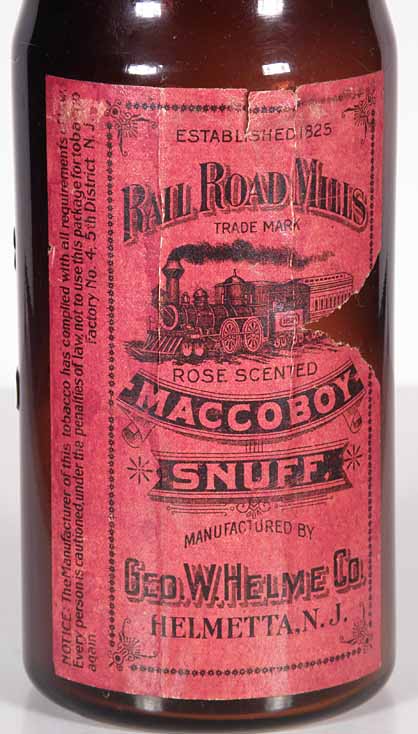 ESTABLISHED 1825
RAIL ROAD MILLS
TRADE MARK
ROSE SCENTED
MACCOBOY
SNUFF.
MANUFACTURED BY
GEO. W. HELME CO.
HELMETTA, N. J.
NOTICE: The Manufacturer of this tobacco has complied with all requirements
Every person is cautioned, under the penalties of law, not to use this package for tobacco
again. Factory No. 4. 5th District N. J.